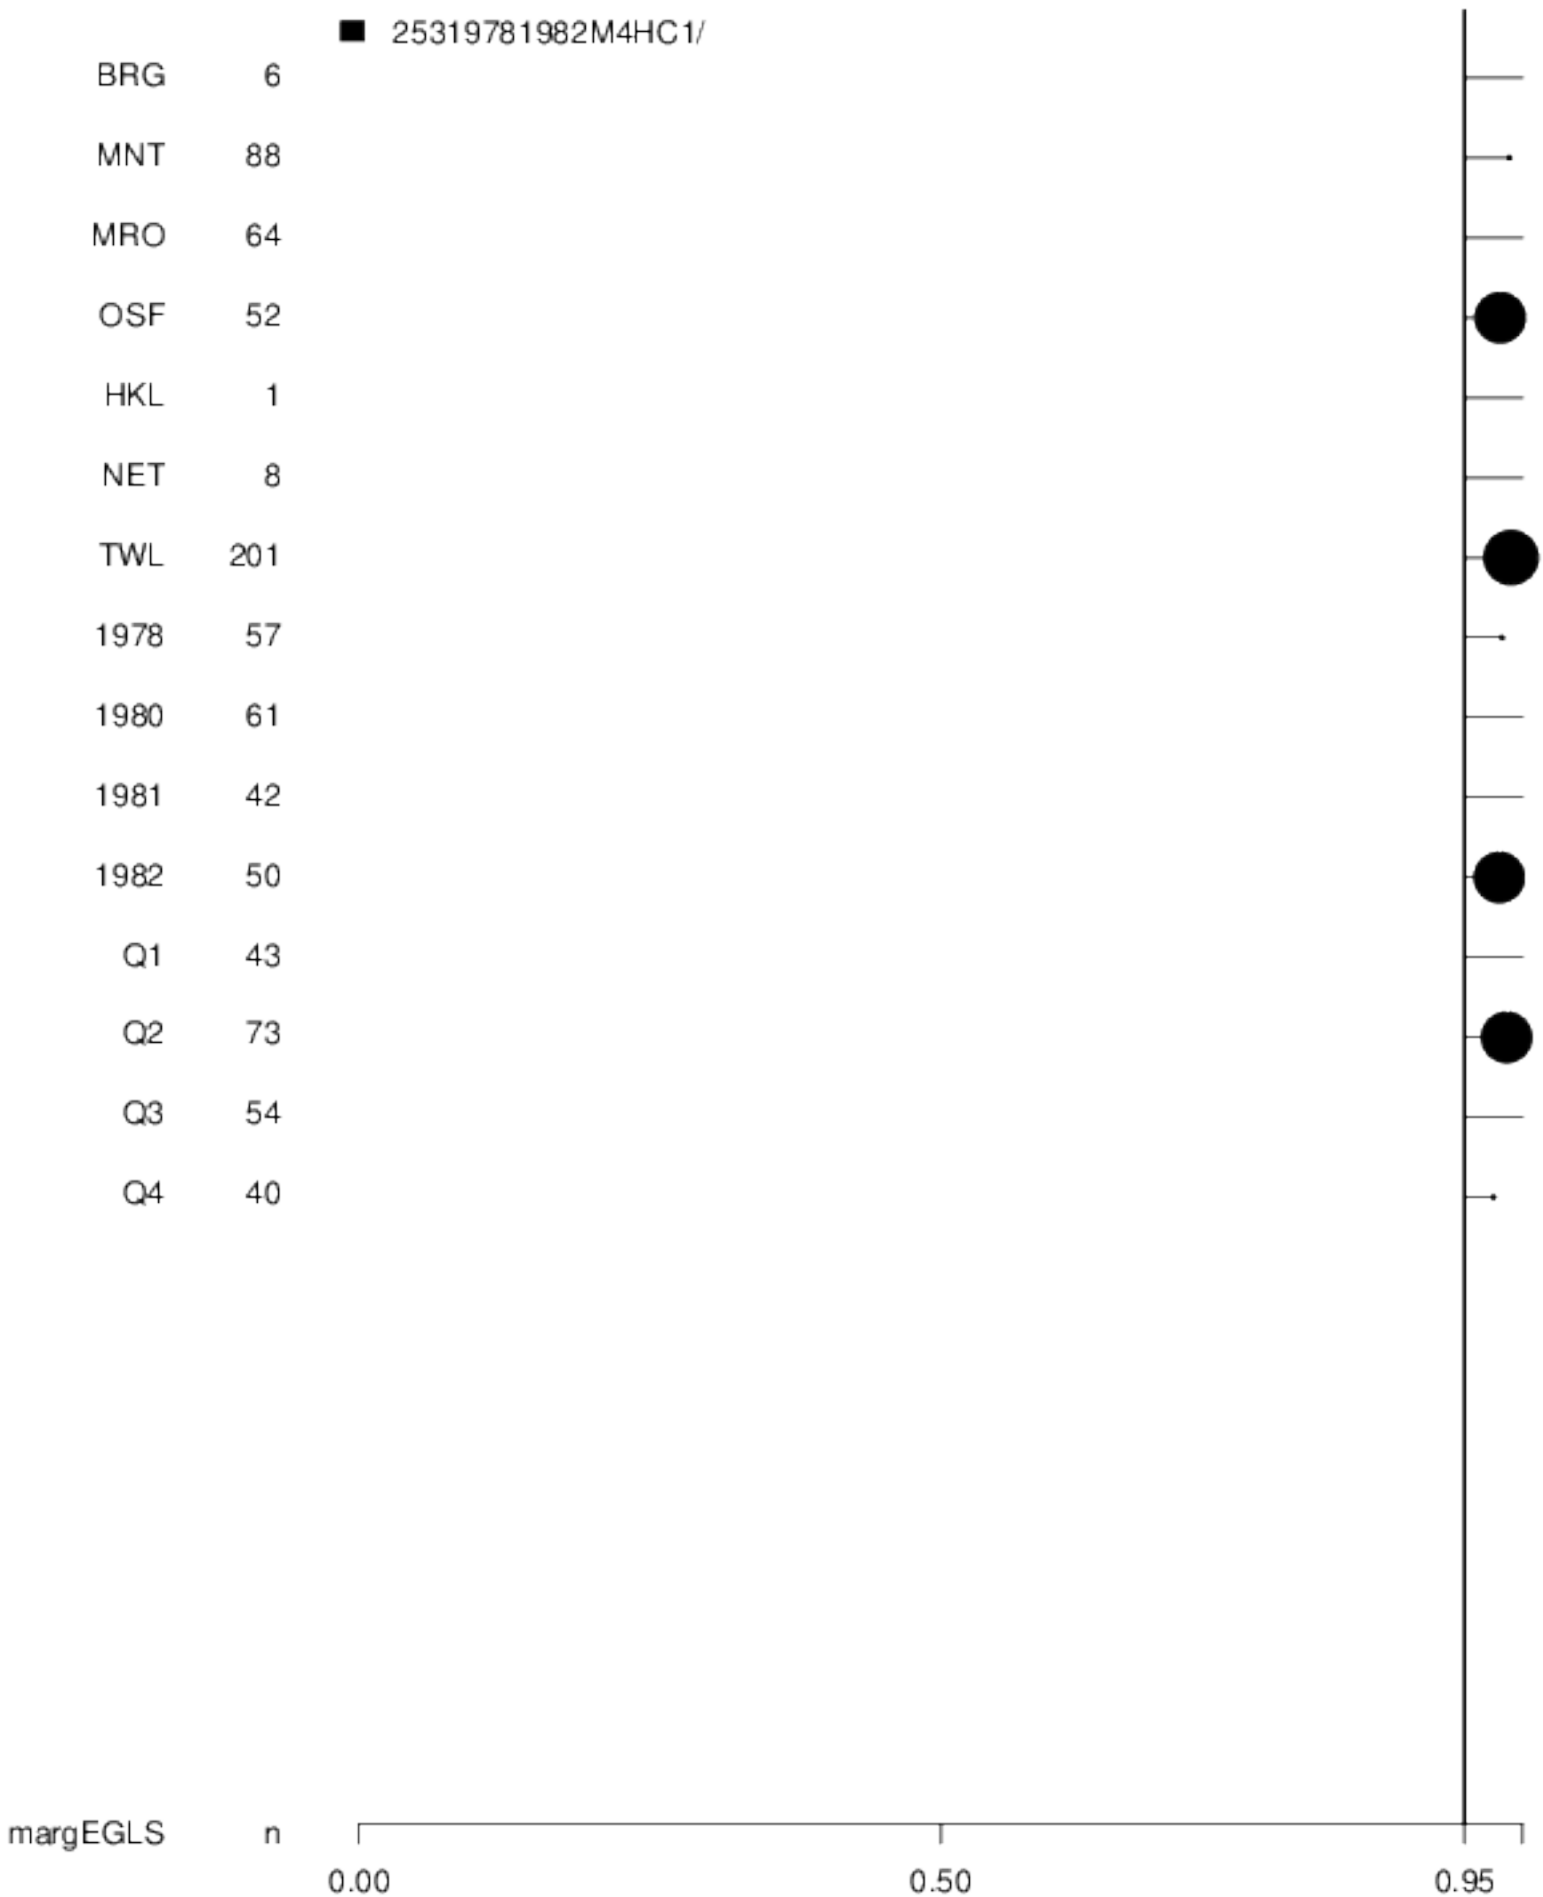 25319781982M4HC1/
BRG 6
MNT 88
MRO 64
OSF 52
HKL 1
NET 8
TWL 201
1978 57
1980 61
1981 42
1982 50
Q1 43
Q2 73
Q3 54
Q4 40
margEGLS n
0.00 0.50 0.95